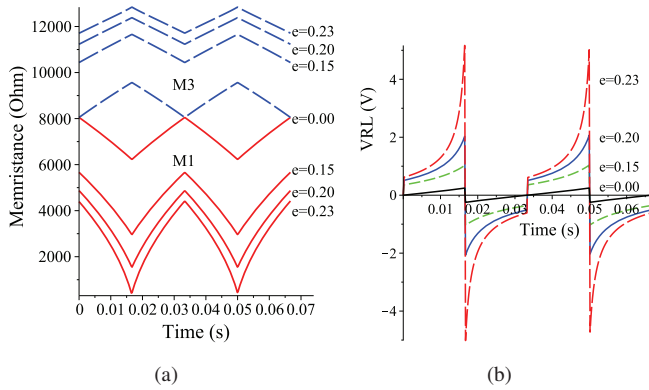 12000
10000
8000
6000
4000
2000
Memristance (Ohm)
e=0.23
e=0.20
e=0.15
M3
e=0.00
M1
e=0.15
e=0.20
e=0.23
0 0.01 0.02 0.03 0.04 0.05 0.06 0.07
Time (s)
(a)
VRL (V)
4
2
0
-2
-4
e=0.23
e=0.20
e=0.15
e=0.00
0.01 0.02 0.03 0.04 0.05 0.06
Time (s)
(b)